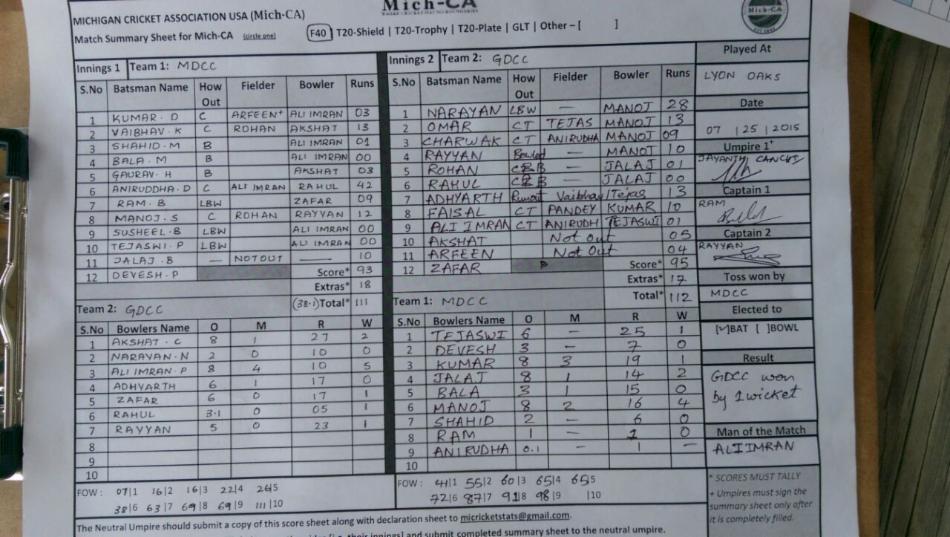 Mich-CA
MICHIGAN CRICKET ASSOCIATION USA (Mich-CA)
Match Summary Sheet for Mich-CA (circle one) F40 | T20-Shield | T20-Trophy | T20-Plate | GLT | Other – [ ]
Innings 1 Team 1: MDCC
S.No Batsman Name How Out Fielder Bowler Runs
1 KUMAR. D C ARFEEN ALI IMRAN 03
2 VAIBHAV. K C ROHAN AKSHAT 13
3 SHAHID. M B ALI IMRAN 01
4 BALA. M B ALI IMRAN 00
5 GAURAV. H B AKSHAT 03
6 ANIRUDDHA. D C ALI IMRAN RAHUL 42
7 RAM. B LBW ZAFAR 09
8 MANOJ. S C ROHAN RAYYAN 12
9 SUSHEEL. B LBW ALI IMRAN 00
10 TEJASWI. P LBW ALI IMRAN 00
11 JALAJ. B — NOTOUT — 10
12 DEVESH. P Score* 93
Extras* 18
Team 2: GDCC (38.1) Total* 111
S.No Bowlers Name O M R W
1 AKSHAT. C 8 1 27 2
2 NARAYAN. N 2 0 10 0
3 ALI IMRAN. P 8 4 10 5
4 ADHYARTH 6 1 17 0
5 ZAFAR 6 0 17 1
6 RAHUL 3.1 0 05 1
7 RAYYAN 5 0 23 1
8
9
10
FOW : 07|1 16|2 16|3 22|4 26|5
38|6 63|7 69|8 69|9 111|10
Innings 2 Team 2: GDCC
S.No Batsman Name How Out Fielder Bowler Runs
1 NARAYAN LBW — MANOJ 28
2 OMAR CT TEJAS MANOJ 13
3 CHARWAK CT ANIRUDHA MANOJ 09
4 RAYYAN Bowled — MANOJ 10
5 ROHAN B — JALAJ 01
6 RAHUL B — JALAJ 00
7 ADHYARTH Runout Vaibhav/Tejas 13
8 FAISAL CT PANDEY KUMAR 10
9 ALI IMRAN CT ANIRUDH TEJASWI 01
10 AKSHAT Not Out 05
11 ARFEEN Not Out 04
12 ZAFAR Score* 95
Extras* 17
Team 1: MDCC Total* 112
S.No Bowlers Name O M R W
1 TEJASWI 6 — 25 1
2 DEVESH 3 — 7 0
3 KUMAR 8 3 19 1
4 JALAJ 8 1 14 2
5 BALA 3 1 15 0
6 MANOJ 8 2 16 4
7 SHAHID 2 — 6 0
8 RAM 1 — 0
9 ANIRUDHA 0.1 — 1 —
10
FOW : 41|1 55|2 60|3 65|4 65|5
72|6 87|7 91|8 98|9 |10
Played At
LYON OAKS
Date
07 | 25 | 2015
Umpire 1+
JAYANTH
Captain 1
RAM
Captain 2
RAYYAN
Toss won by
MDCC
Elected to
[✓]BAT [ ]BOWL
Result
GDCC won
by 1 wicket
Man of the Match
ALI IMRAN
* SCORES MUST TALLY
+ Umpires must sign the
summary sheet only after
it is completely filled.
The Neutral Umpire should submit a copy of this score sheet along with declaration sheet to micricketstats@gmail.com.
their innings) and submit completed summary sheet to the neutral umpire.